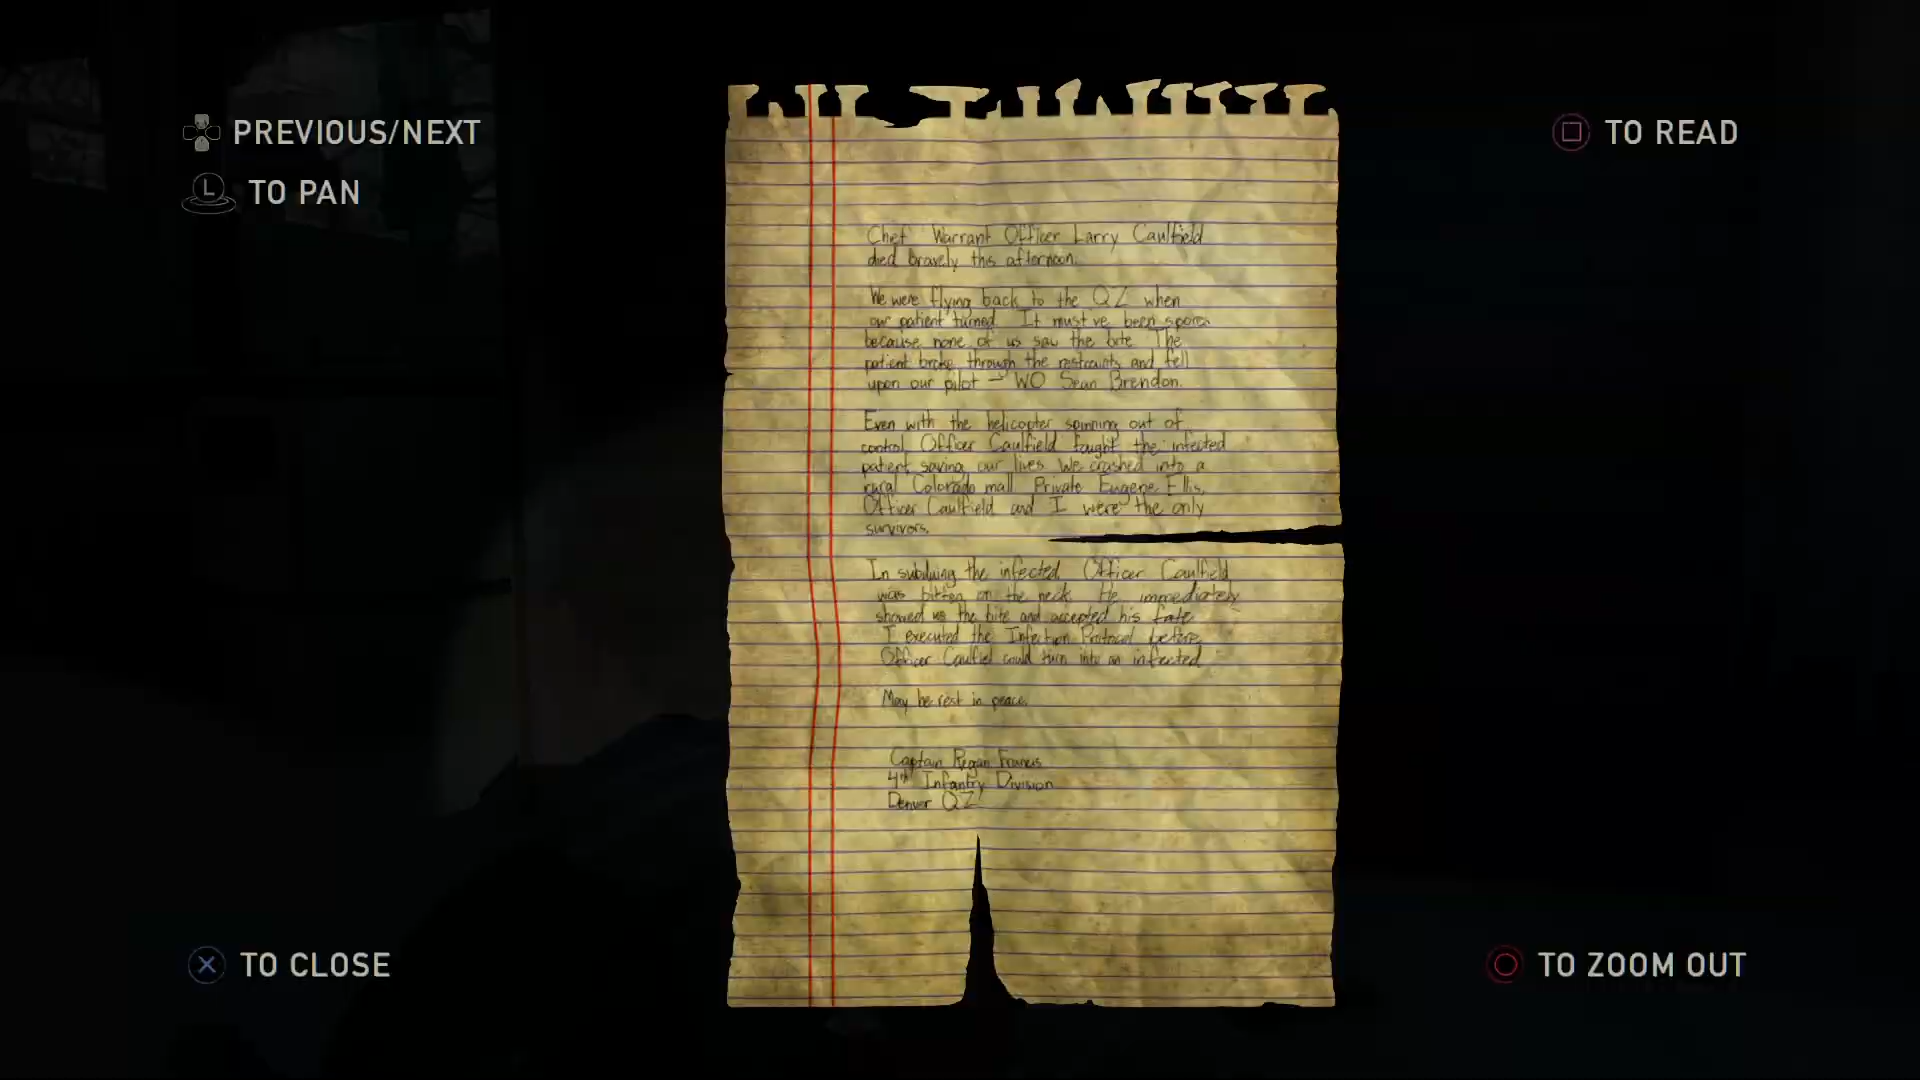 PREVIOUS/NEXT
L TO PAN
TO READ
Chef Warrant Officer Larry Caulfield
died bravely this afternoon.
We were flying back to the QZ when
our patient turned. It must've been spores
because none of us saw the bite. The
patient broke through the restraints and fell
upon our pilot - WO Sean Brendon.
Even with the helicopter spinning out of
control, Officer Caulfield fought the infected
patient, saving our lives. We crashed into a
rural Colorado mall. Private Eugene Ellis,
Officer Caulfield and I were the only
survivors.
In subduing the infected, Officer Caulfield
was bitten on the neck. He immediately
showed us the bite and accepted his fate.
I executed the Infection Protocol before
Officer Caulfiel could turn into an infected.
May he rest in peace.
Captain Regan Francis
4th Infantry Division
Denver QZ
TO CLOSE
TO ZOOM OUT